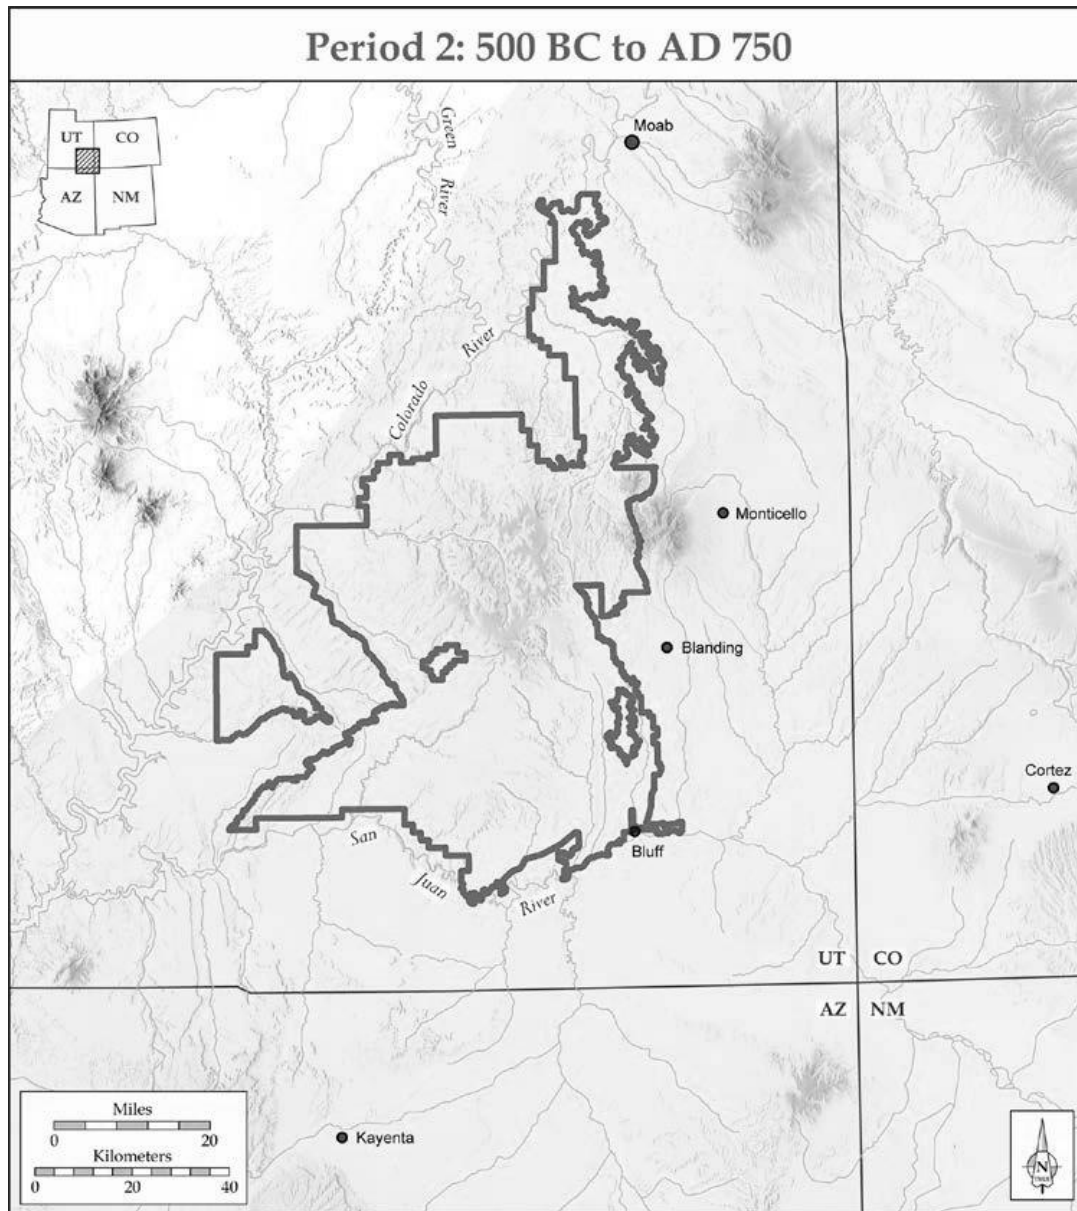 Period 2: 500 BC to AD 750
UT
CO
AZ
NM
Green
River
Moab
River
Colorado
Monticello
Blanding
Cortez
San
Juan
River
Bluff
UT
CO
AZ
NM
Miles
0
20
Kilometers
0
20
40
Kayenta
N